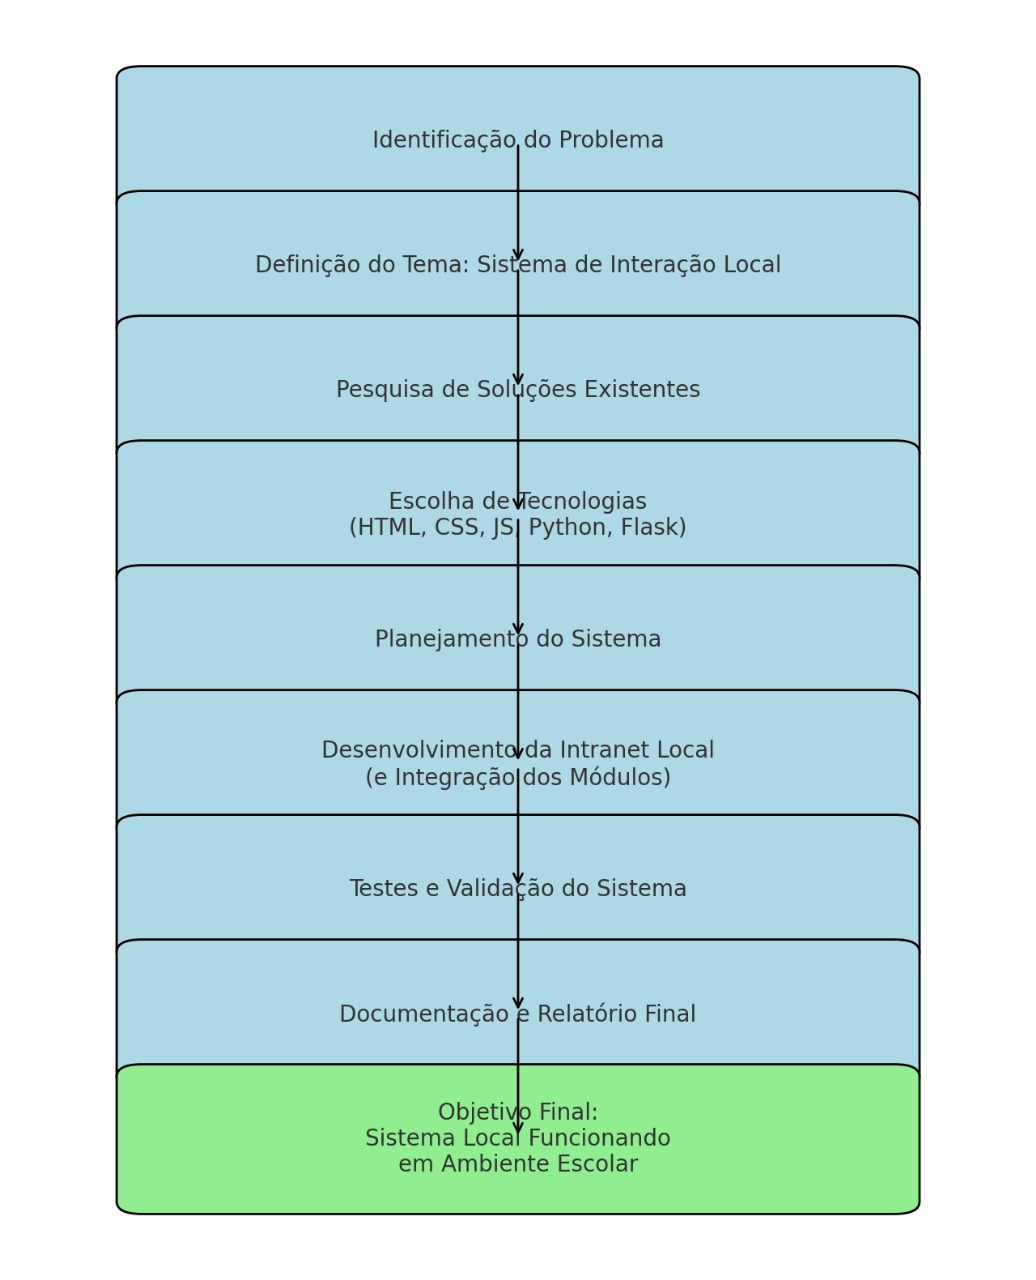 Identificação do Problema
Definição do Tema: Sistema de Interação Local
Pesquisa de Soluções Existentes
Escolha de Tecnologias
(HTML, CSS, JS, Python, Flask)
Planejamento do Sistema
Desenvolvimento da Intranet Local
(e Integração dos Módulos)
Testes e Validação do Sistema
Documentação e Relatório Final
Objetivo Final:
Sistema Local Funcionando
em Ambiente Escolar